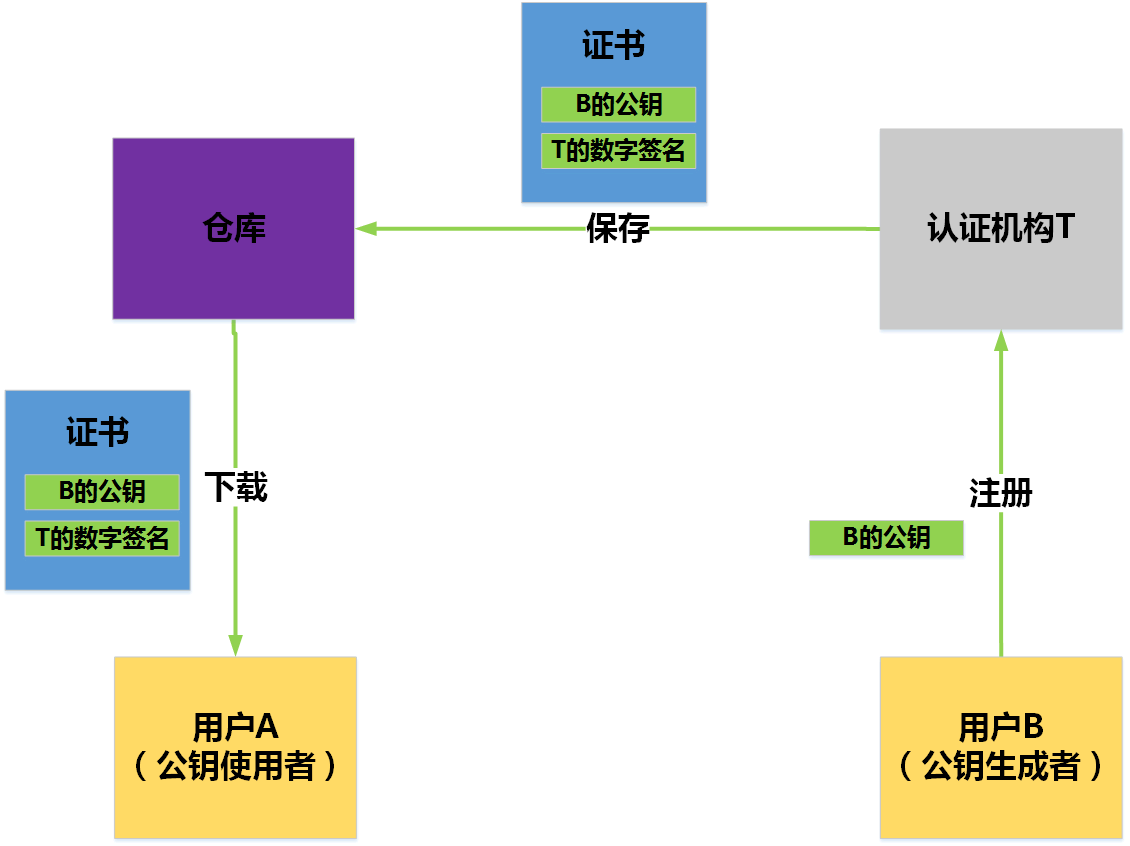 证书
B的公钥
T的数字签名
仓库
保存
认证机构T
证书
B的公钥
T的数字签名
下载
注册
B的公钥
用户A
（公钥使用者）
用户B
（公钥生成者）